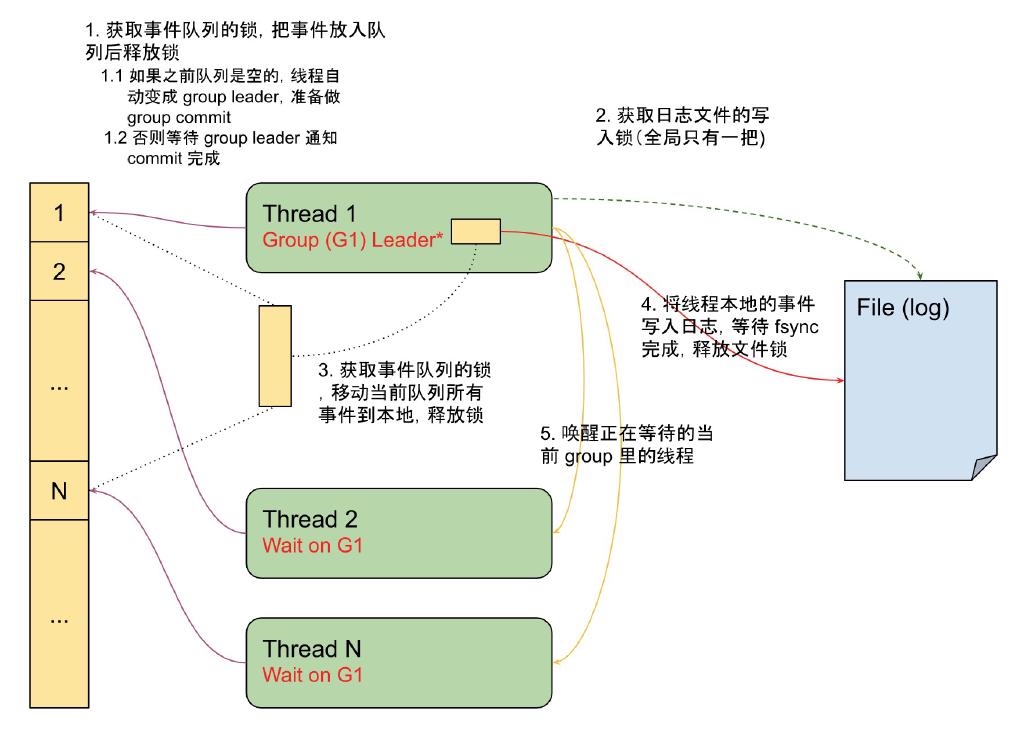 1. 获取事件队列的锁, 把事件放入队
列后释放锁
1.1 如果之前队列是空的, 线程自
动变成 group leader, 准备做
group commit
1.2 否则等待 group leader 通知
commit 完成
2. 获取日志文件的写
入锁(全局只有一把)
1
2
...
N
...
Thread 1
Group (G1) Leader*
File (log)
4. 将线程本地的事件
写入日志, 等待 fsync
完成, 释放文件锁
3. 获取事件队列的锁
, 移动当前队列所有
事件到本地, 释放锁
5. 唤醒正在等待的当
前 group 里的线程
Thread 2
Wait on G1
Thread N
Wait on G1